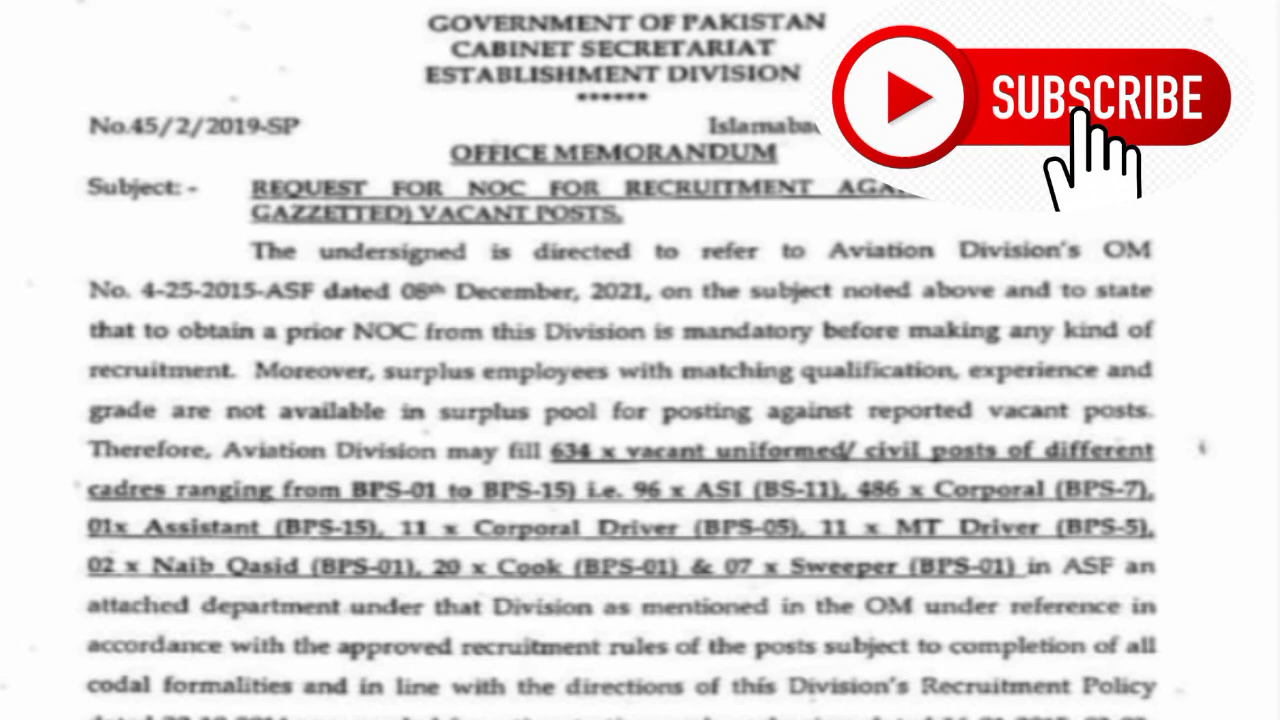 GOVERNMENT OF PAKISTAN
CABINET SECRETARIAT
ESTABLISHMENT DIVISION
******
SUBSCRIBE
No.45/2/2019-SP
OFFICE MEMORANDUM
Subject: - REQUEST FOR NOC FOR RECRUITMENT
GAZZETTED) VACANT POSTS.
The undersigned is directed to refer to Aviation Division's OM
No. 4-25-2015-ASF dated 08th December, 2021, on the subject noted above and to state
that to obtain a prior NOC from this Division is mandatory before making any kind of
recruitment. Moreover, surplus employees with matching qualification, experience and
grade are not available in surplus pool for posting against reported vacant posts.
Therefore, Aviation Division may fill 634 x vacant uniformed/ civil posts of different
cadres ranging from BPS-01 to BPS-15) i.e. 96 x ASI (BS-11), 486 x Corporal (BPS-7),
01x Assistant (BPS-15), 11 x Corporal Driver (BPS-05), 11 x MT Driver (BPS-5),
02 x Naib Qasid (BPS-01), 20 x Cook (BPS-01) & 07 x Sweeper (BPS-01) in ASF an
attached department under that Division as mentioned in the OM under reference in
accordance with the approved recruitment rules of the posts subject to completion of all
codal formalities and in line with the directions of this Division's Recruitment Policy